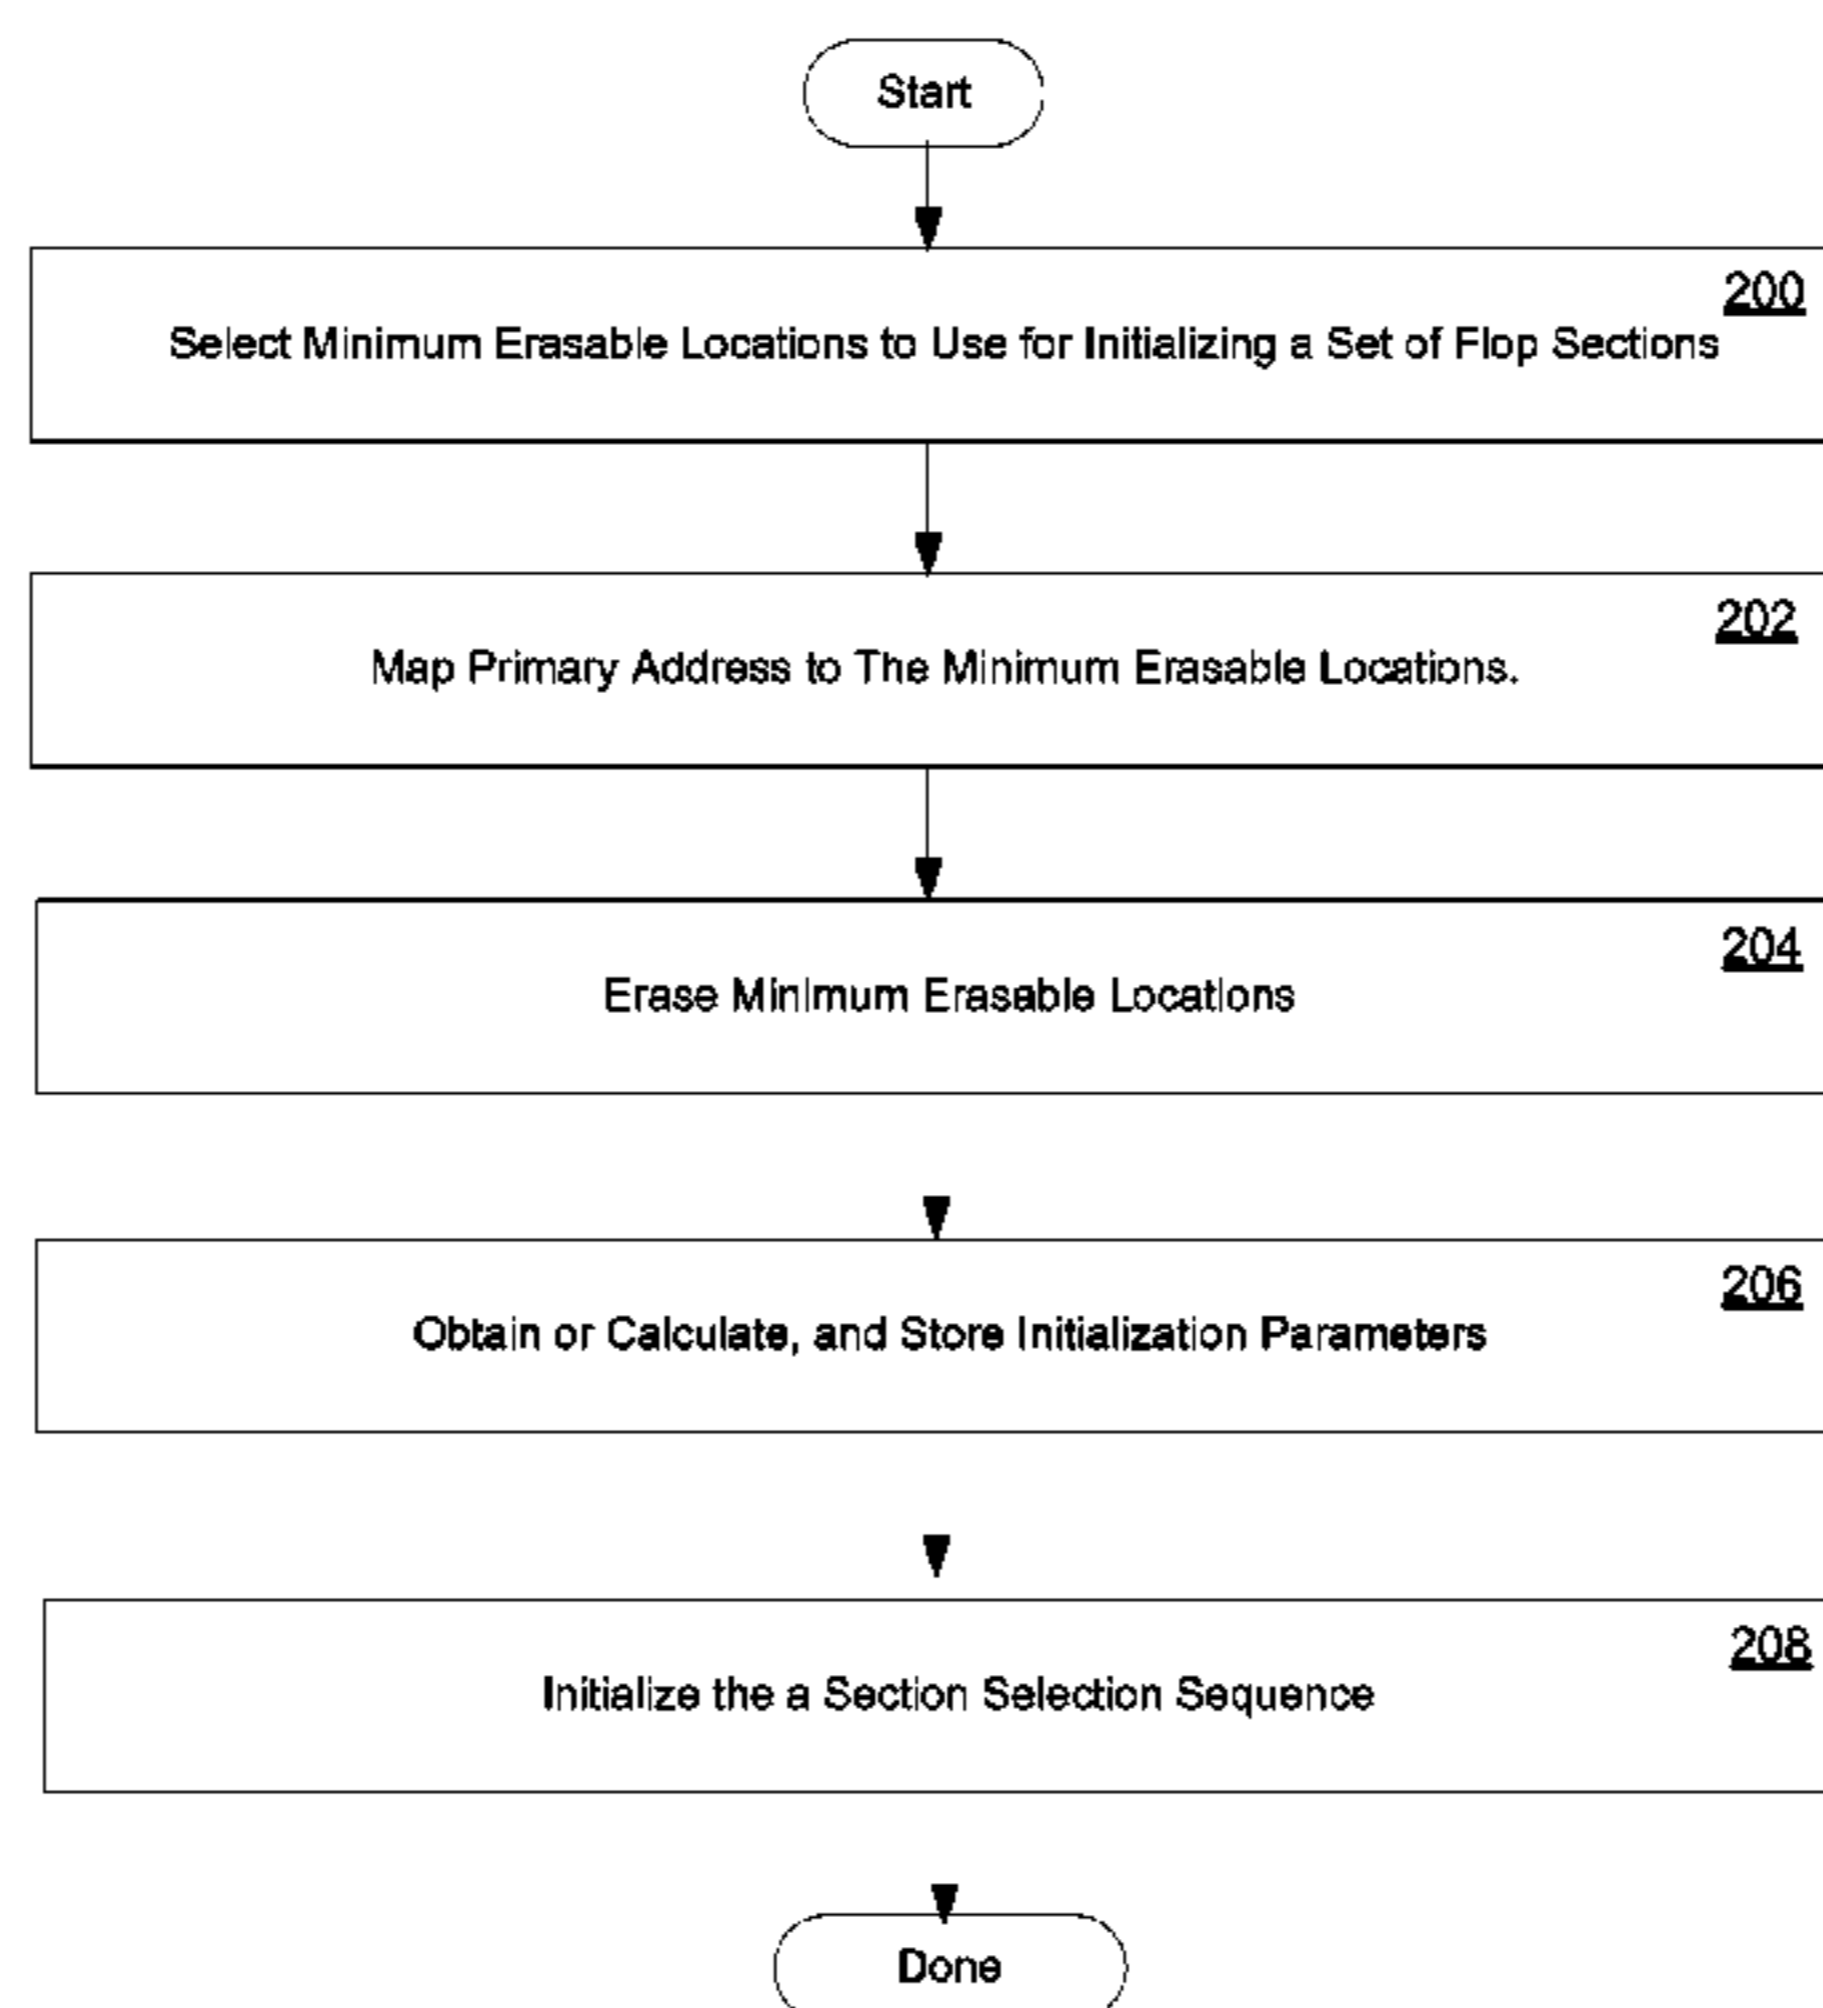 Start
200
Select Minimum Erasable Locations to Use for Initializing a Set of Flop Sections
202
Map Primary Address to The Minimum Erasable Locations.
204
Erase Minimum Erasable Locations
206
Obtain or Calculate, and Store Initialization Parameters
208
Initialize the a Section Selection Sequence
Done